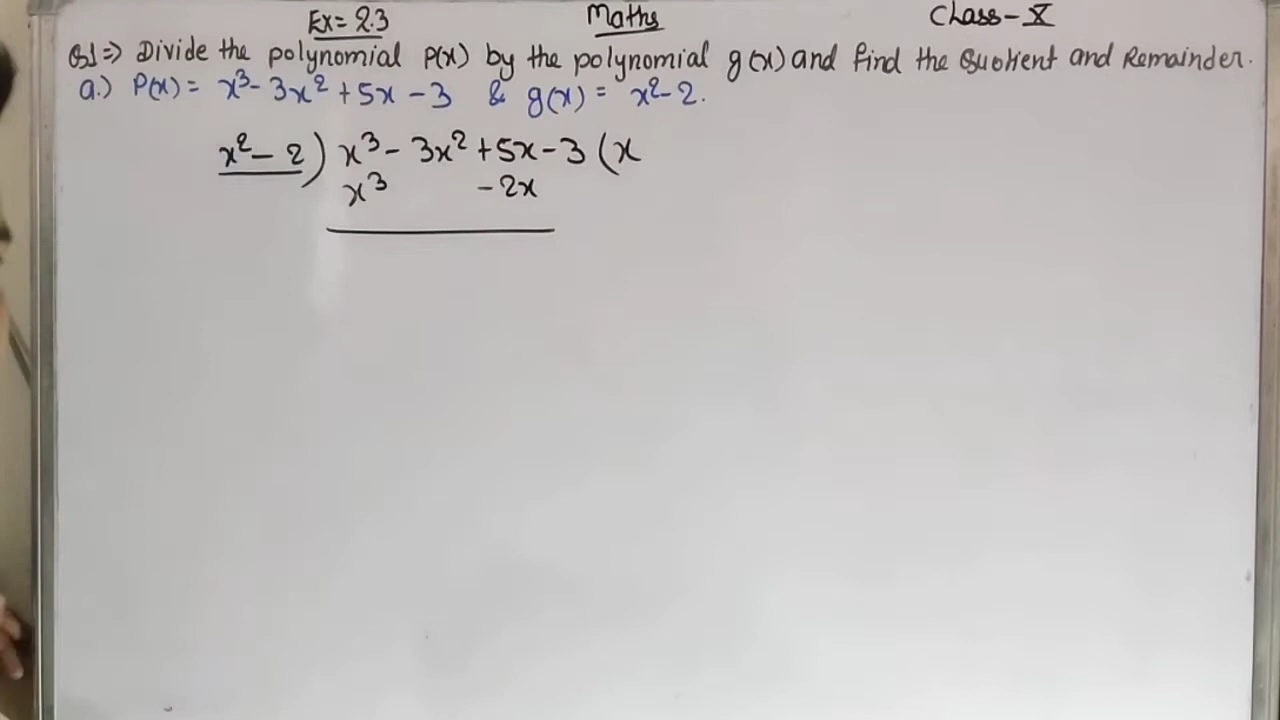 Ex = 2.3 Maths Class - X
Q1 ⇒ Divide the polynomial P(x) by the polynomial g(x) and find the Quotient and Remainder.
a.) P(x) = x³ - 3x² + 5x - 3 & g(x) = x² - 2.
x² - 2 ) x³ - 3x² + 5x - 3 ( x
x³ - 2x